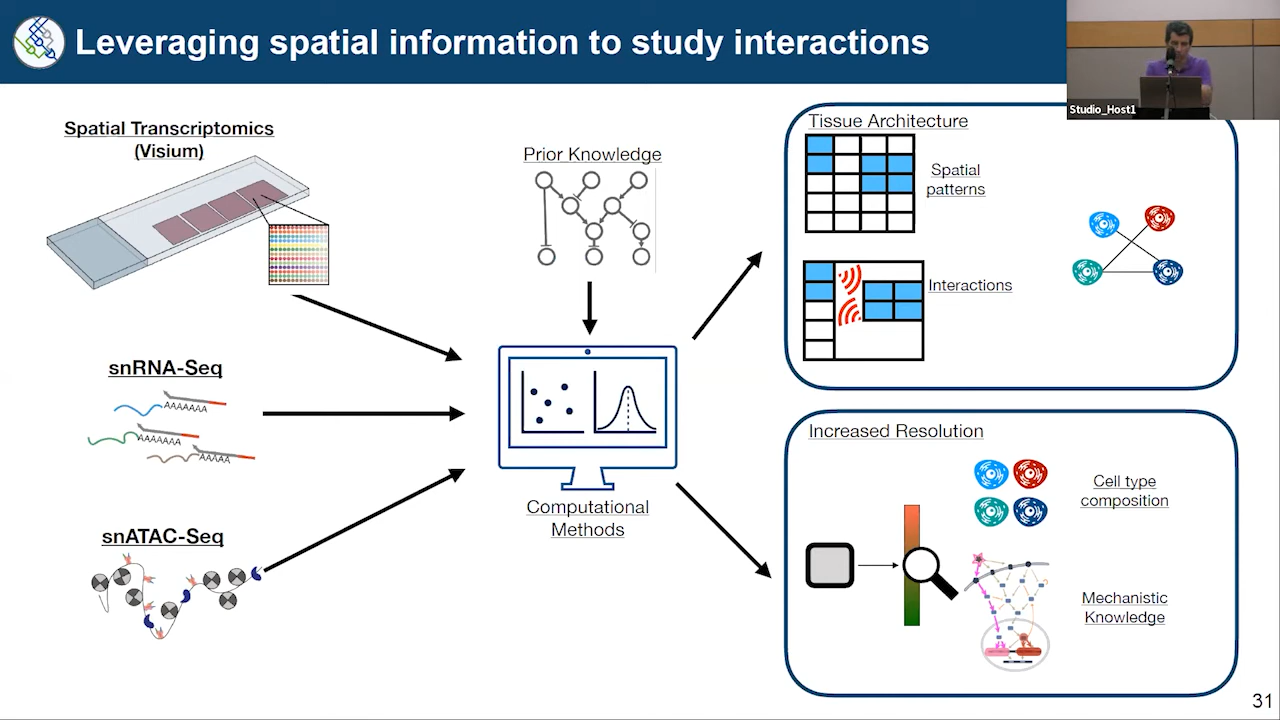 Leveraging spatial information to study interactions
Studio_Host1
Spatial Transcriptomics
(Visium)
snRNA-Seq
AAAAAAA
AAAAAAA
AAAAA
snATAC-Seq
Prior Knowledge
Computational
Methods
Tissue Architecture
Spatial
patterns
Interactions
Increased Resolution
Cell type
composition
Mechanistic
Knowledge
31